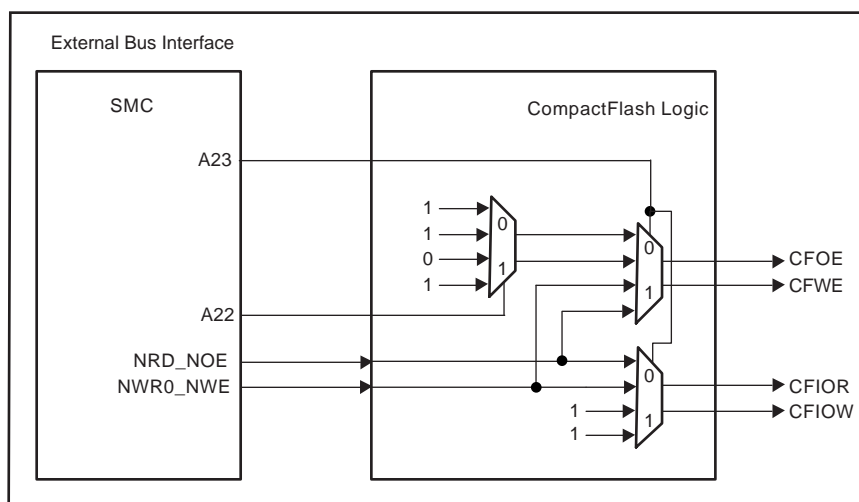 External Bus Interface
SMC
CompactFlash Logic
A23
1
1
0
1
0
1
0
1
CFOE
CFWE
A22
NRD_NOE
NWR0_NWE
0
1
1
1
CFIOR
CFIOW